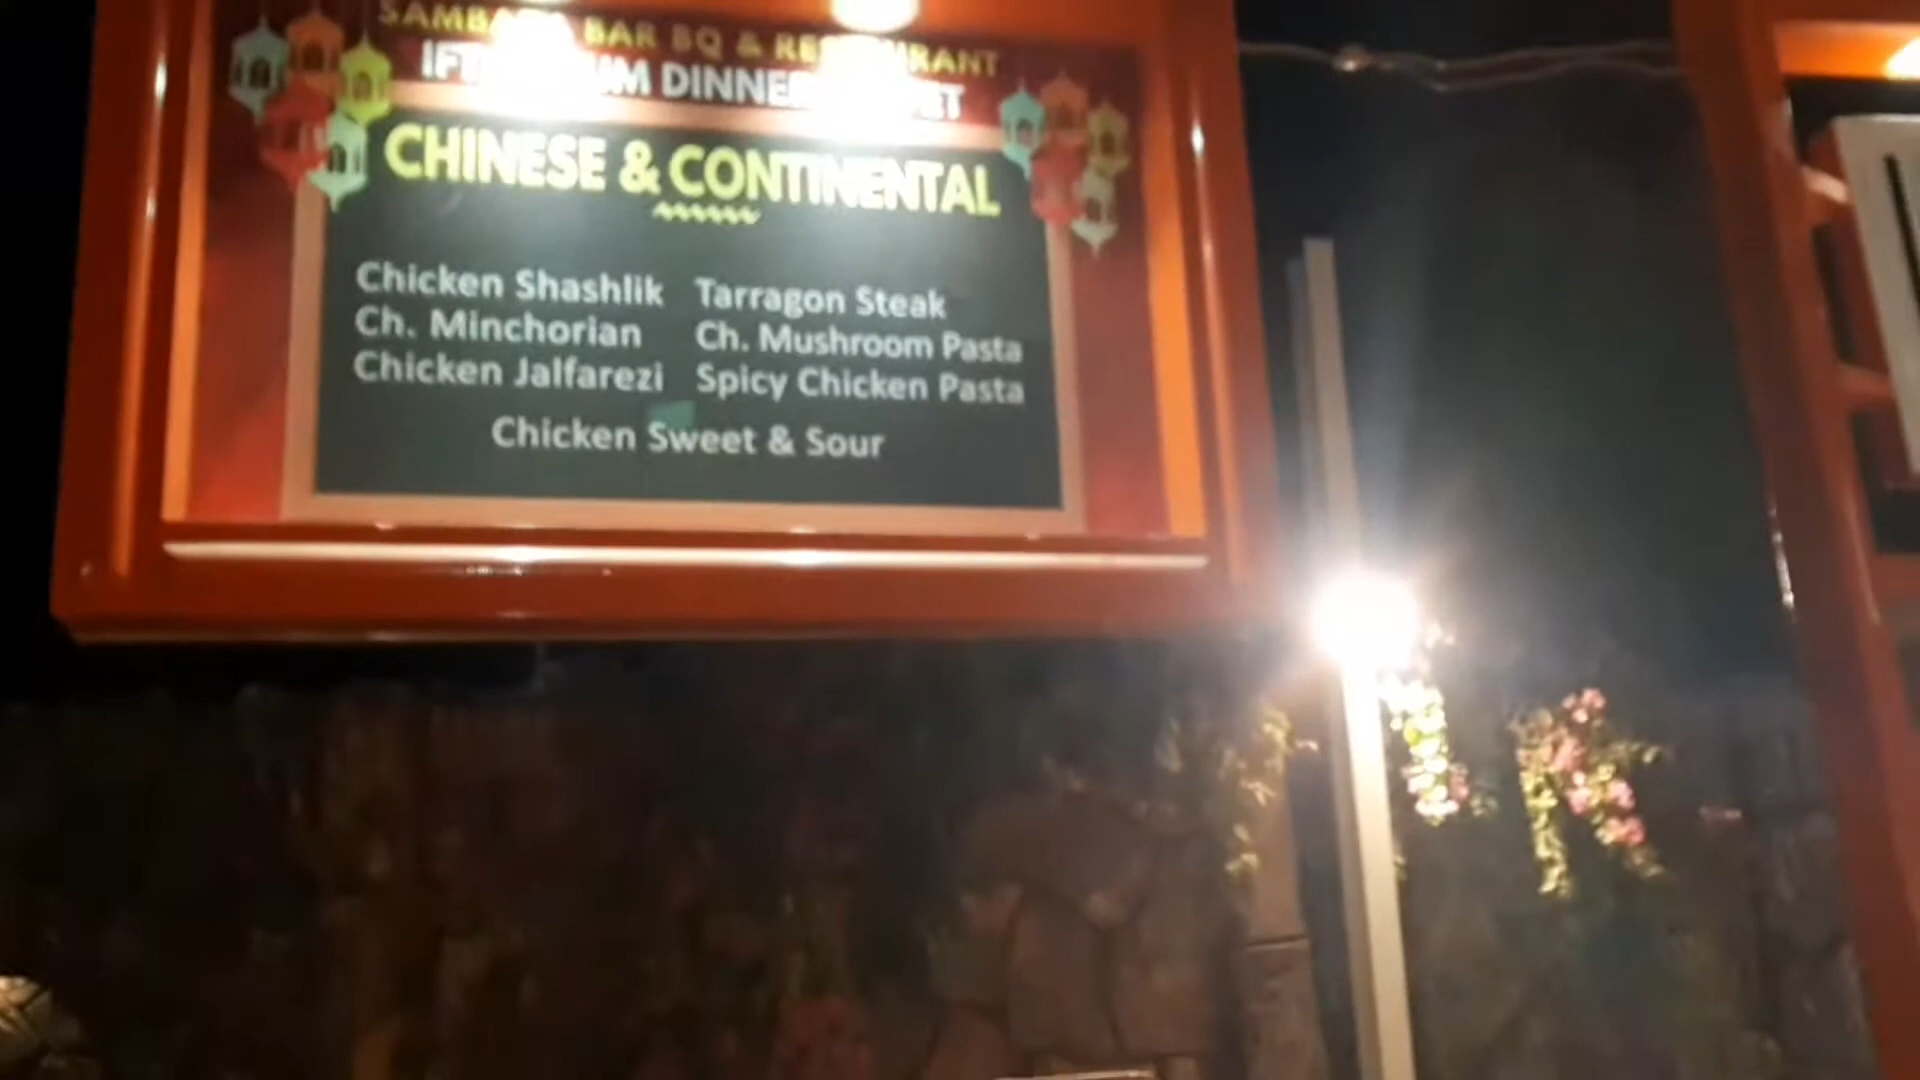 BAR BQ &
DINNER
CHINESE & CONTINENTAL
Chicken Shashlik Tarragon Steak
Ch. Minchorian Ch. Mushroom Pasta
Chicken Jalfarezi Spicy Chicken Pasta
Chicken Sweet & Sour